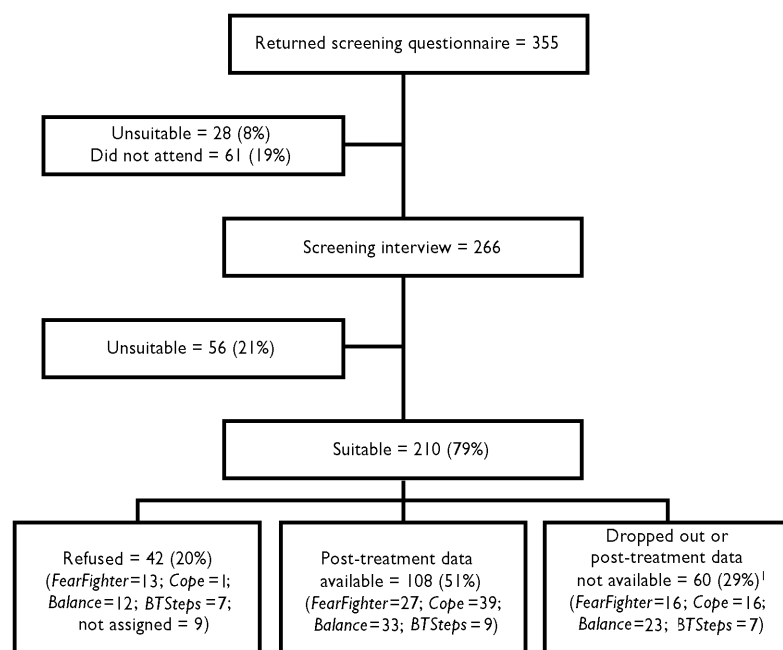 Returned screening questionnaire = 355
Unsuitable = 28 (8%)
Did not attend = 61 (19%)
Screening interview = 266
Unsuitable = 56 (21%)
Suitable = 210 (79%)
Refused = 42 (20%)
(FearFighter=13; Cope=1;
Balance=12; BTSteps=7;
not assigned = 9)
Post-treatment data
available = 108 (51%)
(FearFighter=27; Cope=39;
Balance=33; BTSteps=9)
Dropped out or
post-treatment data
not available = 60 (29%)¹
(FearFighter=16; Cope=16;
Balance=23; BTSteps=7)